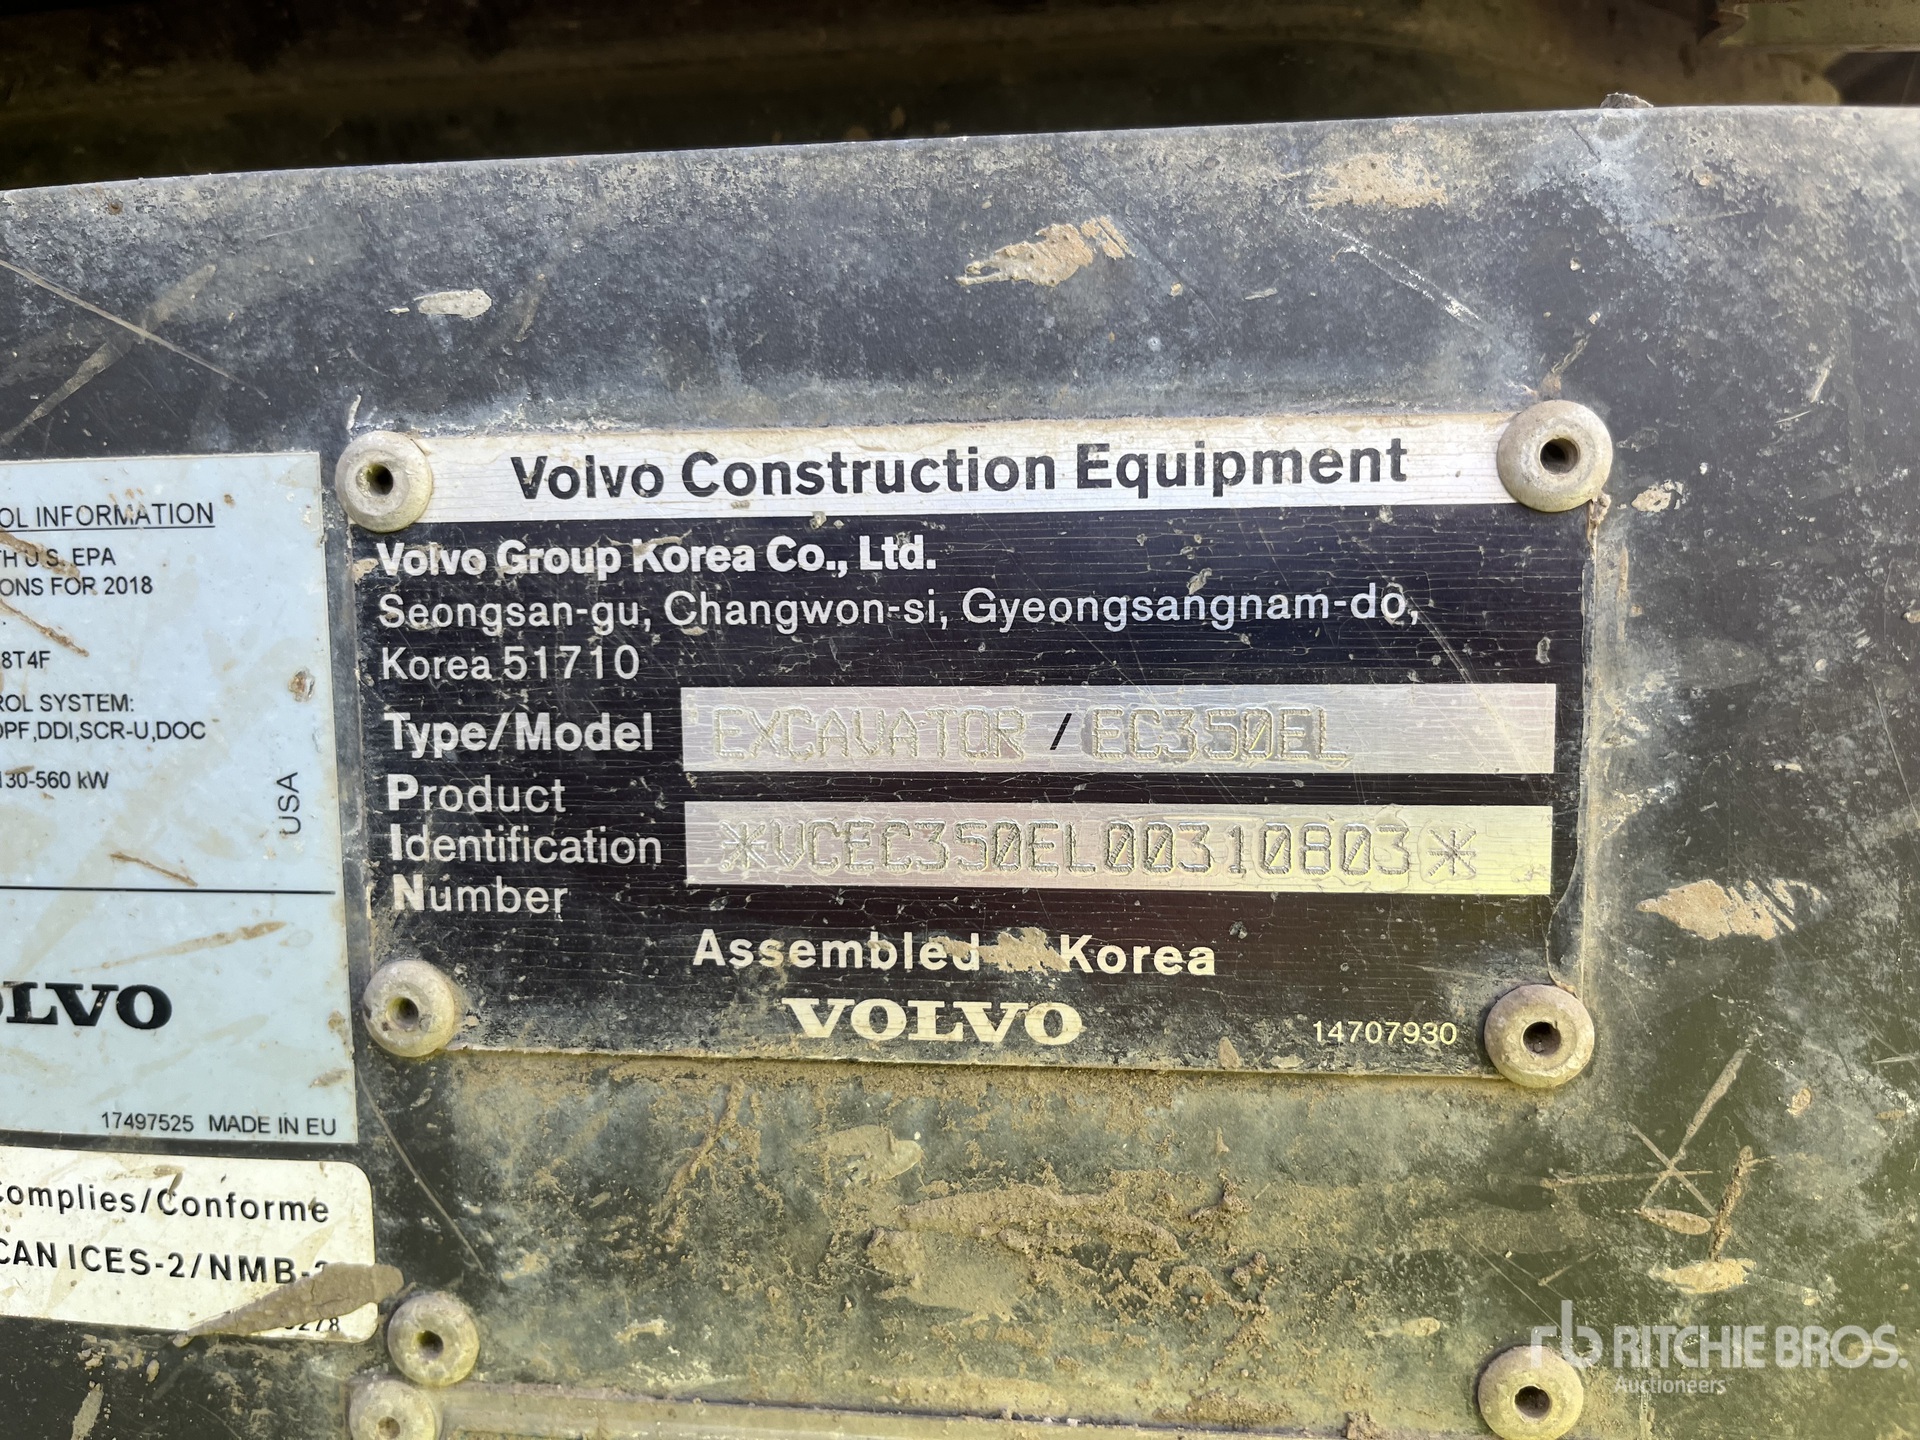 OL INFORMATION
TH U.S. EPA
IONS FOR 2018
8T4F
ROL SYSTEM:
DPF,DDI,SCR-U,DOC
130-560 kW
USA
OLVO
17497525 MADE IN EU
Complies/Conforme
CAN ICES-2/NMB-
Volvo Construction Equipment
Volvo Group Korea Co., Ltd.
Seongsan-gu, Changwon-si, Gyeongsangnam-do,
Korea 51710
Type/Model EXCAVATOR / EC350EL
Product
Identification *VCEC350EL00310803*
Number
Assembled Korea
VOLVO
14707930
rb RITCHIE BROS.
Auctioneers